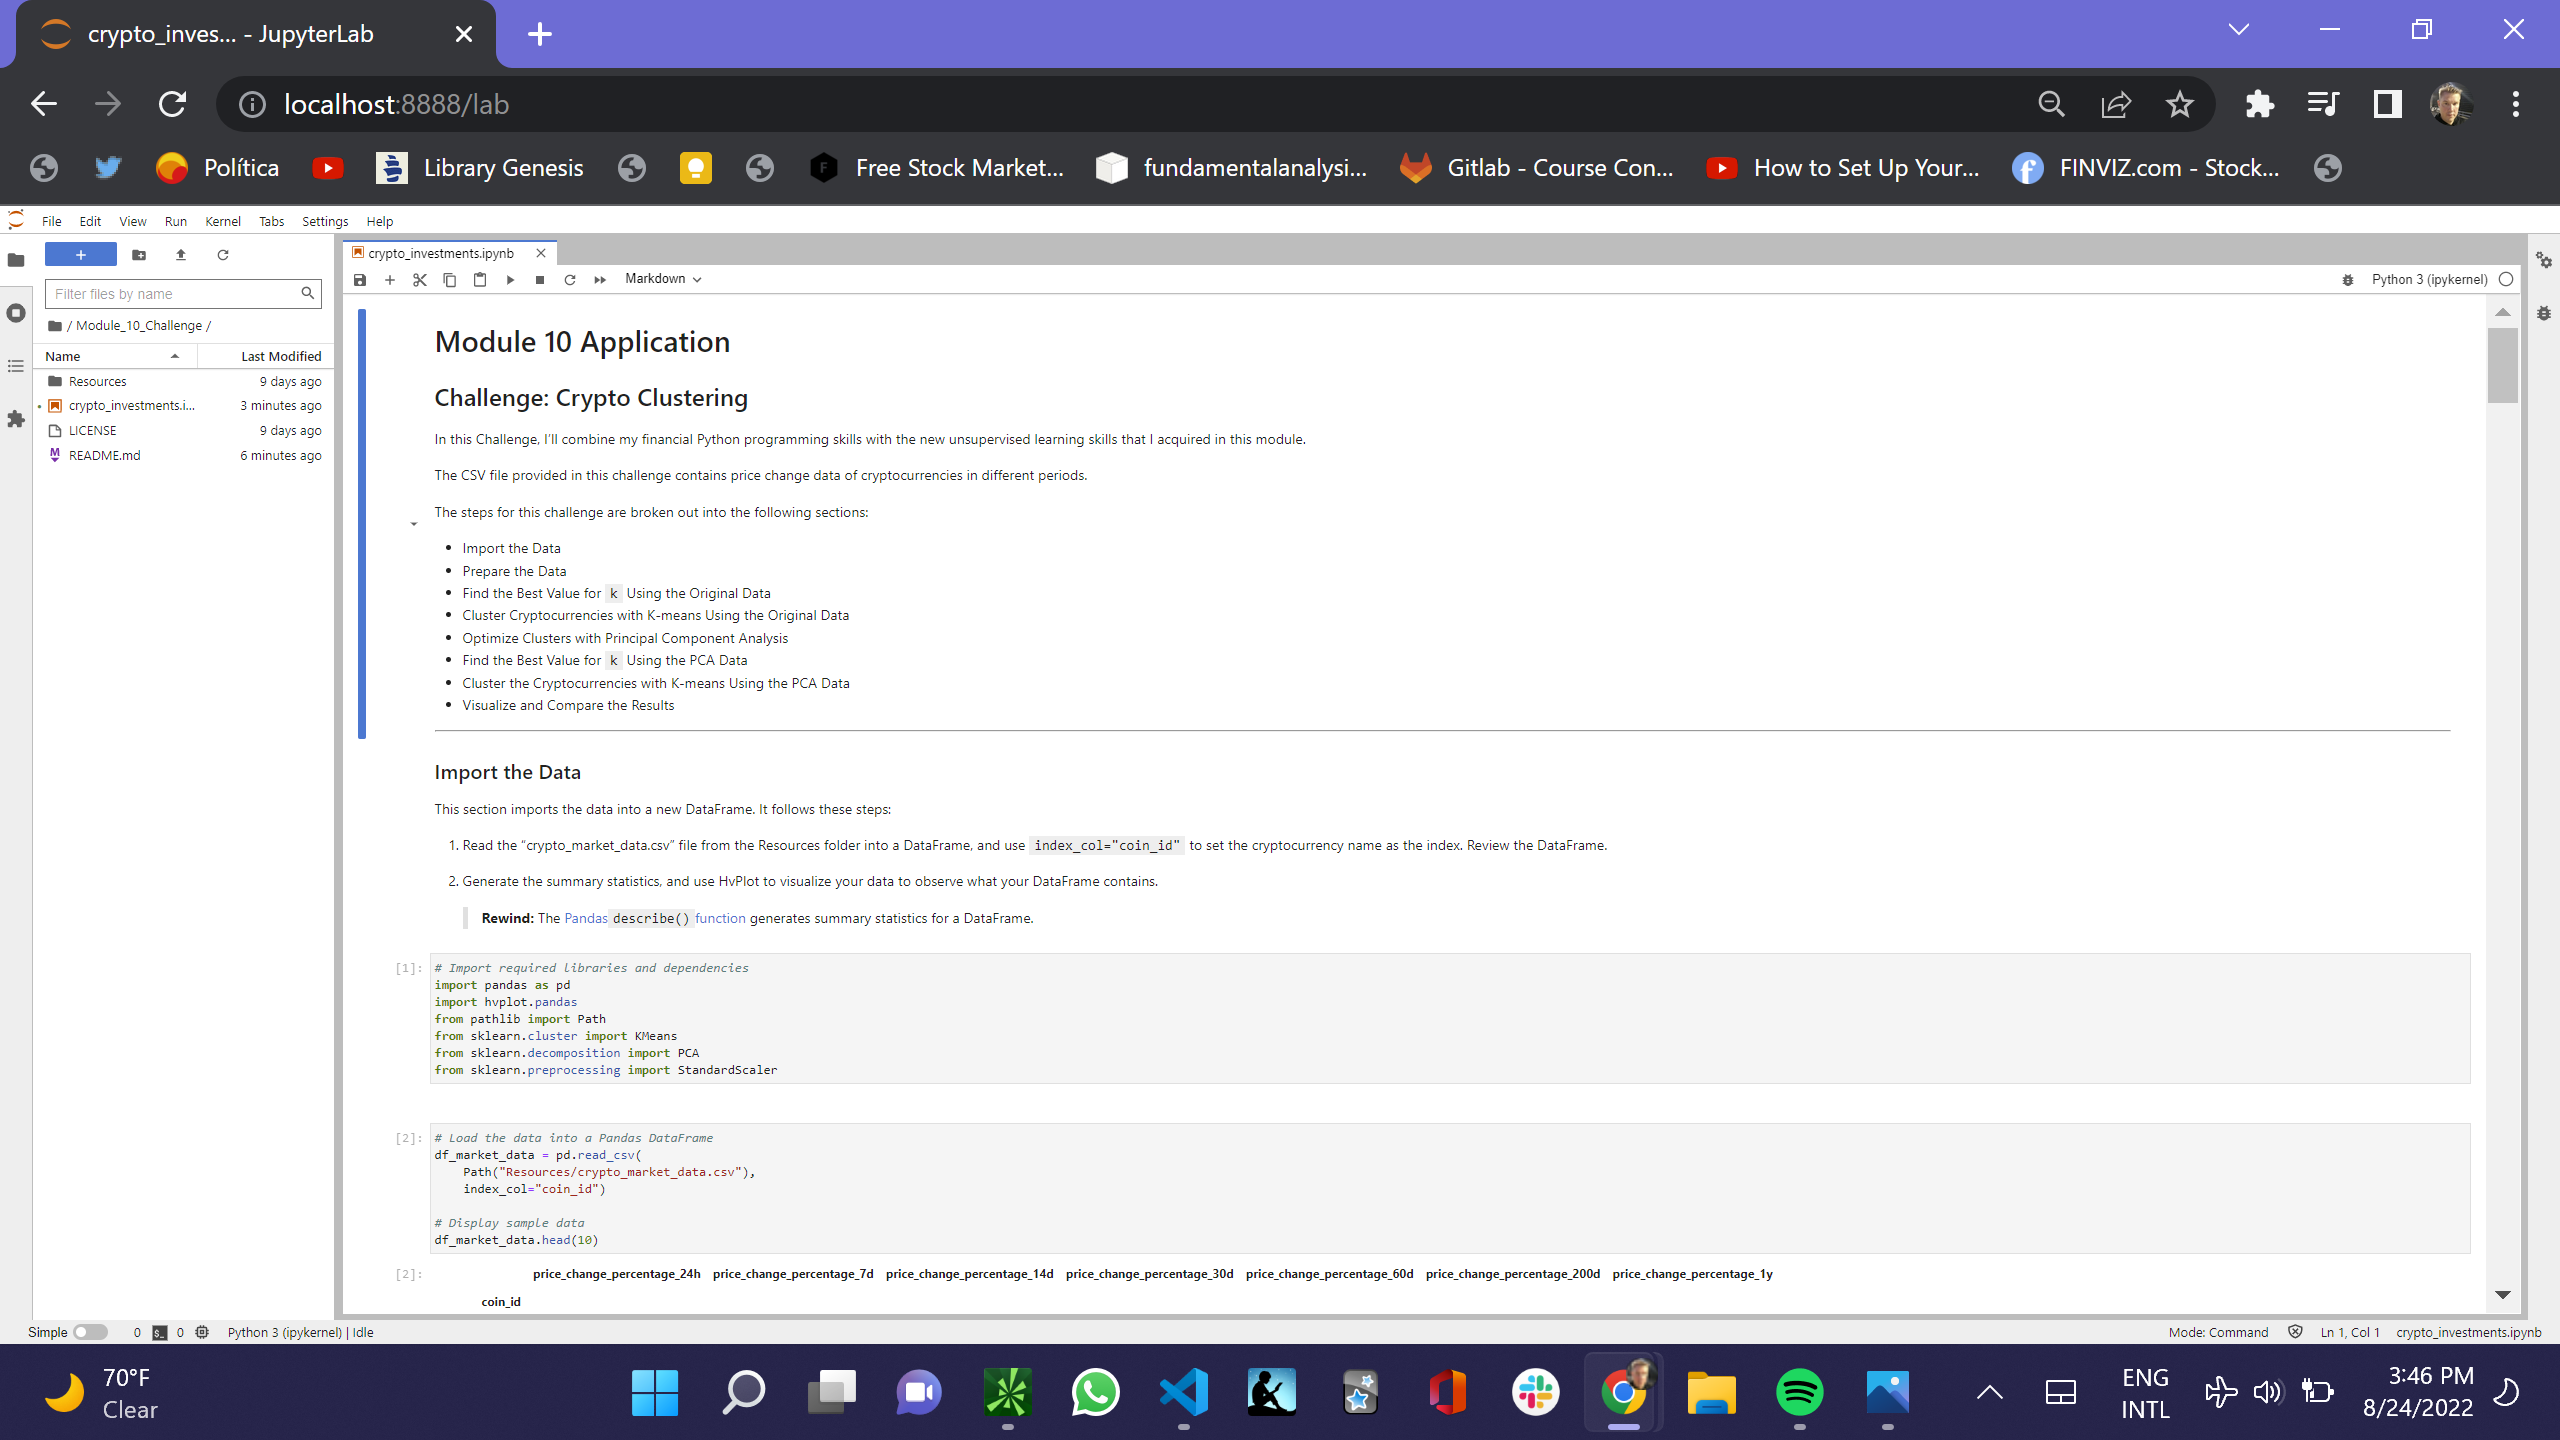 crypto_inves... - JupyterLab
localhost:8888/lab
Política
Library Genesis
Free Stock Market...
fundamentalanalysi...
Gitlab - Course Con...
How to Set Up Your...
FINVIZ.com - Stock...
File Edit View Run Kernel Tabs Settings Help
crypto_investments.ipynb
Markdown
Python 3 (ipykernel)
Filter files by name
/ Module_10_Challenge /
Name Last Modified
Resources 9 days ago
crypto_investments.i... 3 minutes ago
LICENSE 9 days ago
README.md 6 minutes ago
Module 10 Application
Challenge: Crypto Clustering
In this Challenge, I'll combine my financial Python programming skills with the new unsupervised learning skills that I acquired in this module.
The CSV file provided in this challenge contains price change data of cryptocurrencies in different periods.
The steps for this challenge are broken out into the following sections:
• Import the Data
• Prepare the Data
• Find the Best Value for k Using the Original Data
• Cluster Cryptocurrencies with K-means Using the Original Data
• Optimize Clusters with Principal Component Analysis
• Find the Best Value for k Using the PCA Data
• Cluster the Cryptocurrencies with K-means Using the PCA Data
• Visualize and Compare the Results
Import the Data
This section imports the data into a new DataFrame. It follows these steps:
1. Read the “crypto_market_data.csv” file from the Resources folder into a DataFrame, and use index_col="coin_id" to set the cryptocurrency name as the index. Review the DataFrame.
2. Generate the summary statistics, and use HvPlot to visualize your data to observe what your DataFrame contains.
Rewind: The Pandas describe() function generates summary statistics for a DataFrame.
[1]: # Import required libraries and dependencies
import pandas as pd
import hvplot.pandas
from pathlib import Path
from sklearn.cluster import KMeans
from sklearn.decomposition import PCA
from sklearn.preprocessing import StandardScaler
[2]: # Load the data into a Pandas DataFrame
df_market_data = pd.read_csv(
Path("Resources/crypto_market_data.csv"),
index_col="coin_id")
# Display sample data
df_market_data.head(10)
[2]: price_change_percentage_24h price_change_percentage_7d price_change_percentage_14d price_change_percentage_30d price_change_percentage_60d price_change_percentage_200d price_change_percentage_1y
coin_id
Simple 0 0 Python 3 (ipykernel) | Idle
Mode: Command Ln 1, Col 1 crypto_investments.ipynb
70°F
Clear
ENG
INTL
3:46 PM
8/24/2022